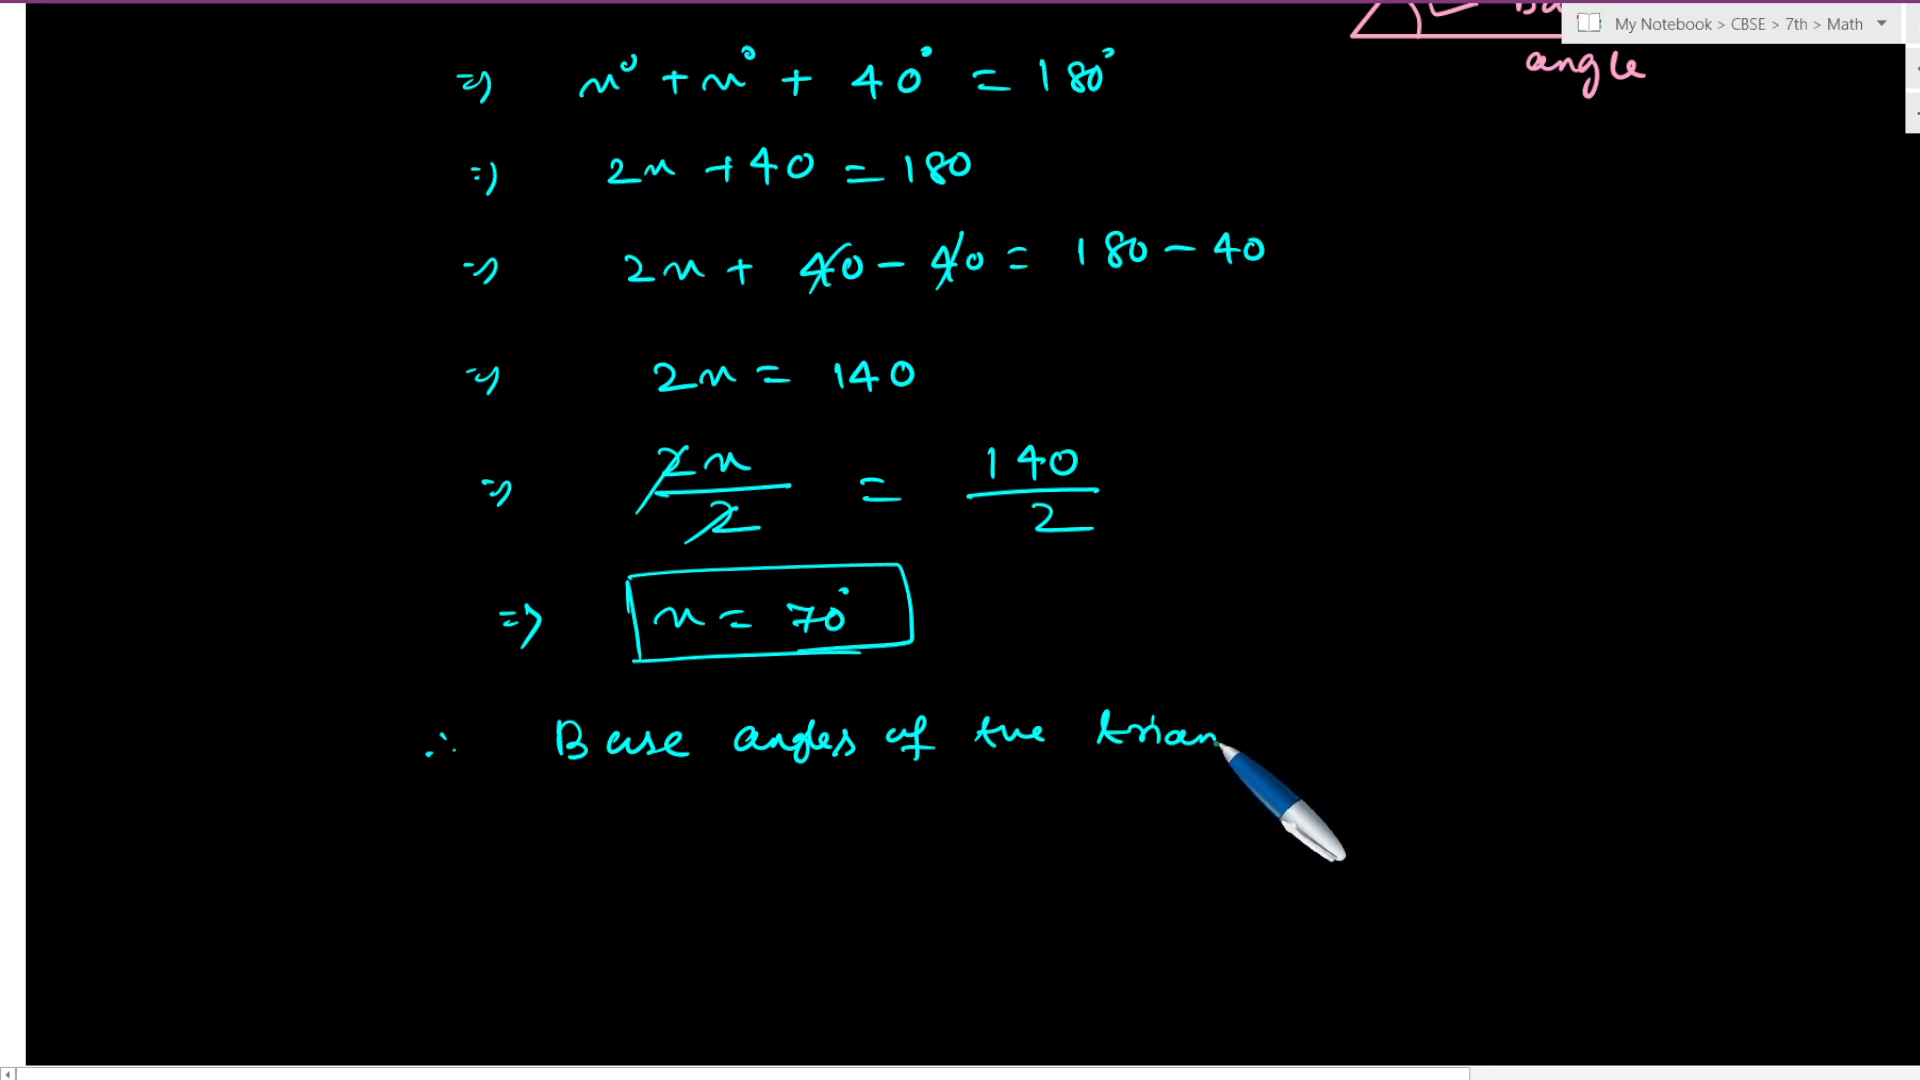 My Notebook > CBSE > 7th > Math
angle
=> x° + x° + 40° = 180°
=> 2x + 40 = 180
=> 2x + 40 - 40 = 180 - 40
=> 2x = 140
=> 2x/2 = 140/2
=> x = 70°
∴ Base angles of the trian